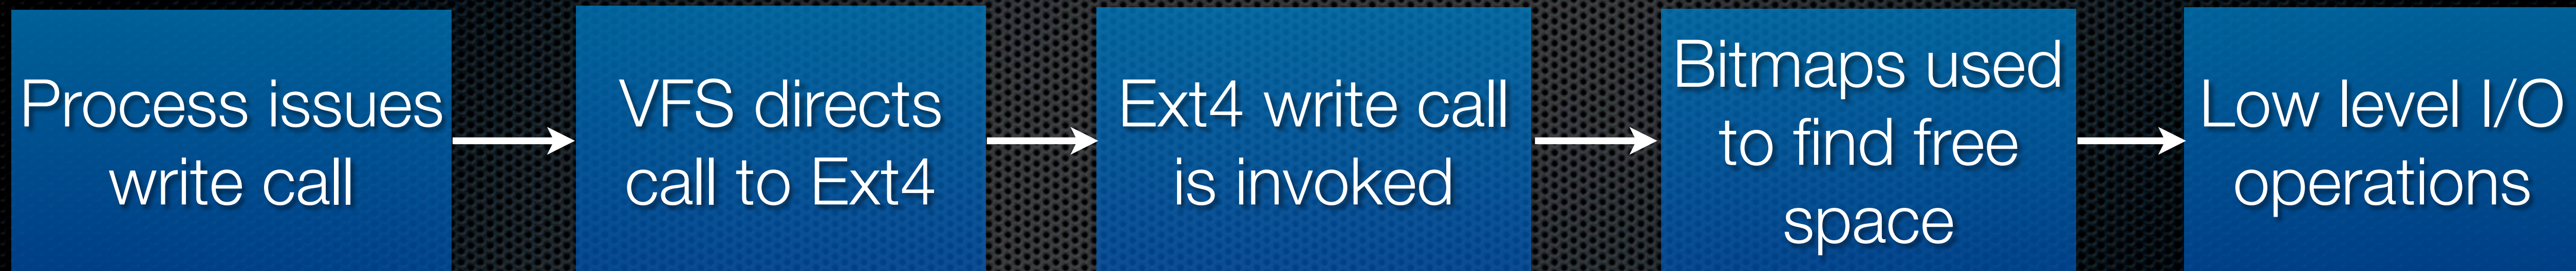 Process issues
write call
VFS directs
call to Ext4
Ext4 write call
is invoked
Bitmaps used
to find free
space
Low level I/O
operations